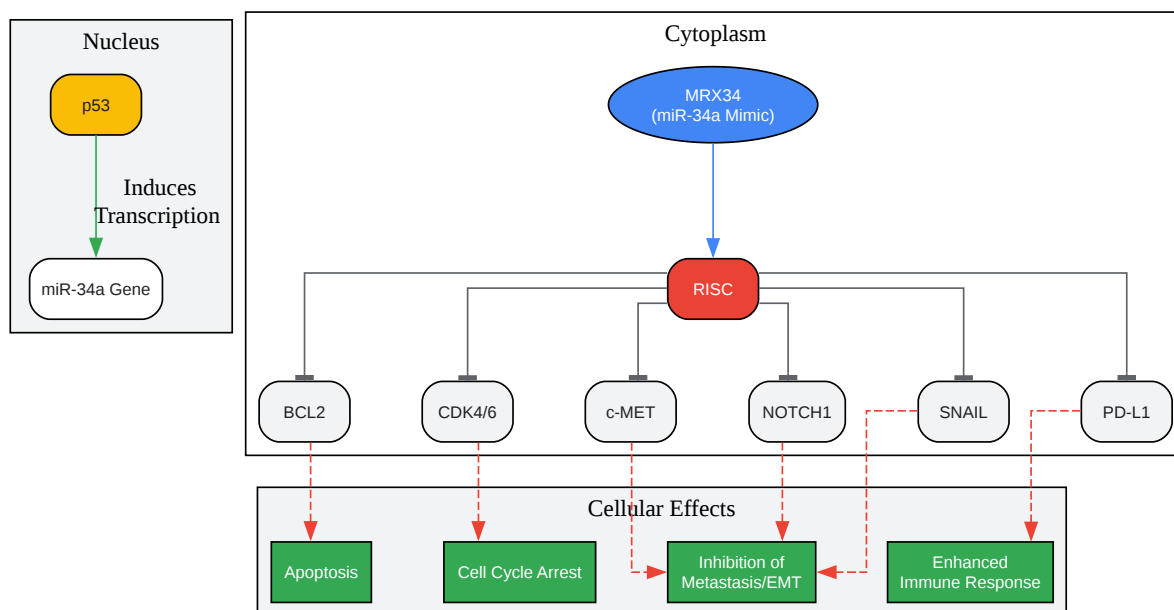 Nucleus
p53
Induces
Transcription
miR-34a Gene
Cytoplasm
MRX34
(miR-34a Mimic)
RISC
BCL2
CDK4/6
c-MET
NOTCH1
SNAIL
PD-L1
Cellular Effects
Apoptosis
Cell Cycle Arrest
Inhibition of
Metastasis/EMT
Enhanced
Immune Response